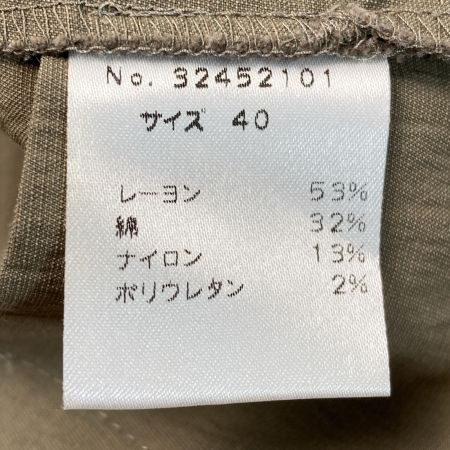 No. 32452101
サイズ 40
レーヨン 53%
綿 32%
ナイロン 13%
ポリウレタン 2%